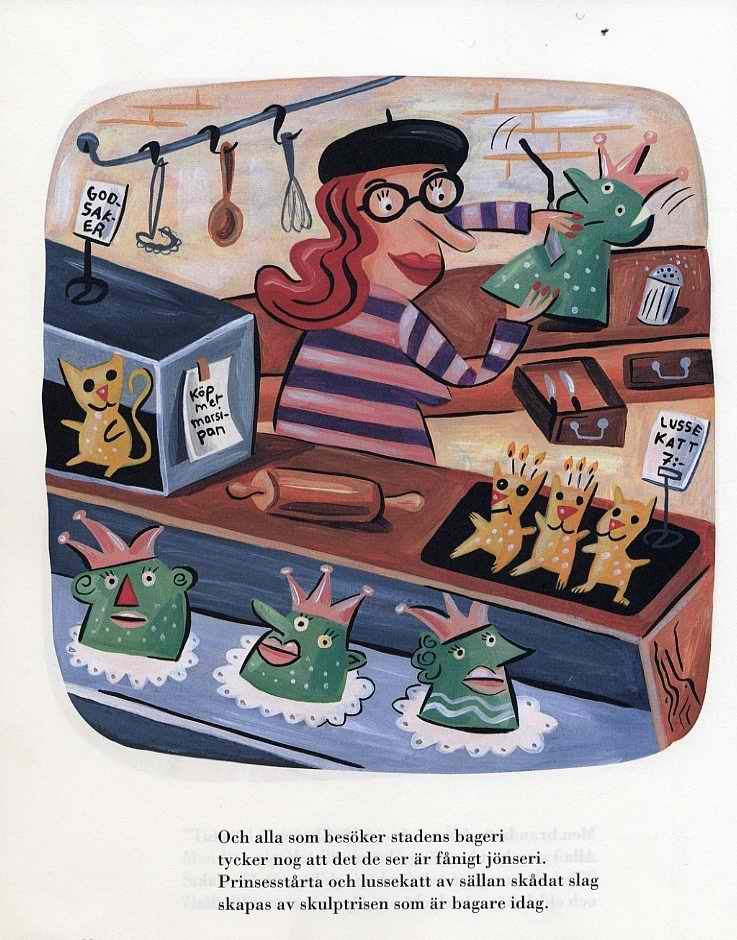 GOD-
SAK-
ER
Köp
mer
marsi-
pan
LUSSE
KATT
7:-
Och alla som besöker stadens bageri
tycker nog att det de ser är fånigt jönseri.
Prinsesstårta och lussekatt av sällan skådat slag
skapas av skulptrisen som är bagare idag.